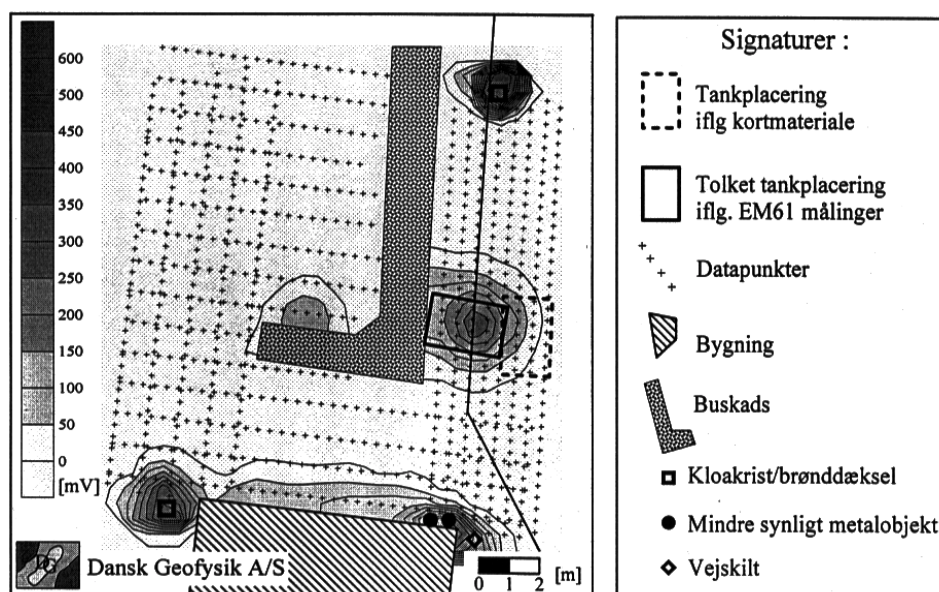 600
500
450
400
350
300
250
200
150
100
50
0
[mV]
DG
Dansk Geofysik A/S
0 1 2 [m]
Signaturer :
Tankplacering
iflg kortmateriale
Tolket tankplacering
iflg. EM61 målinger
Datapunkter
Bygning
Buskads
Kloakrist/brønddæksel
Mindre synligt metalobjekt
Vejskilt